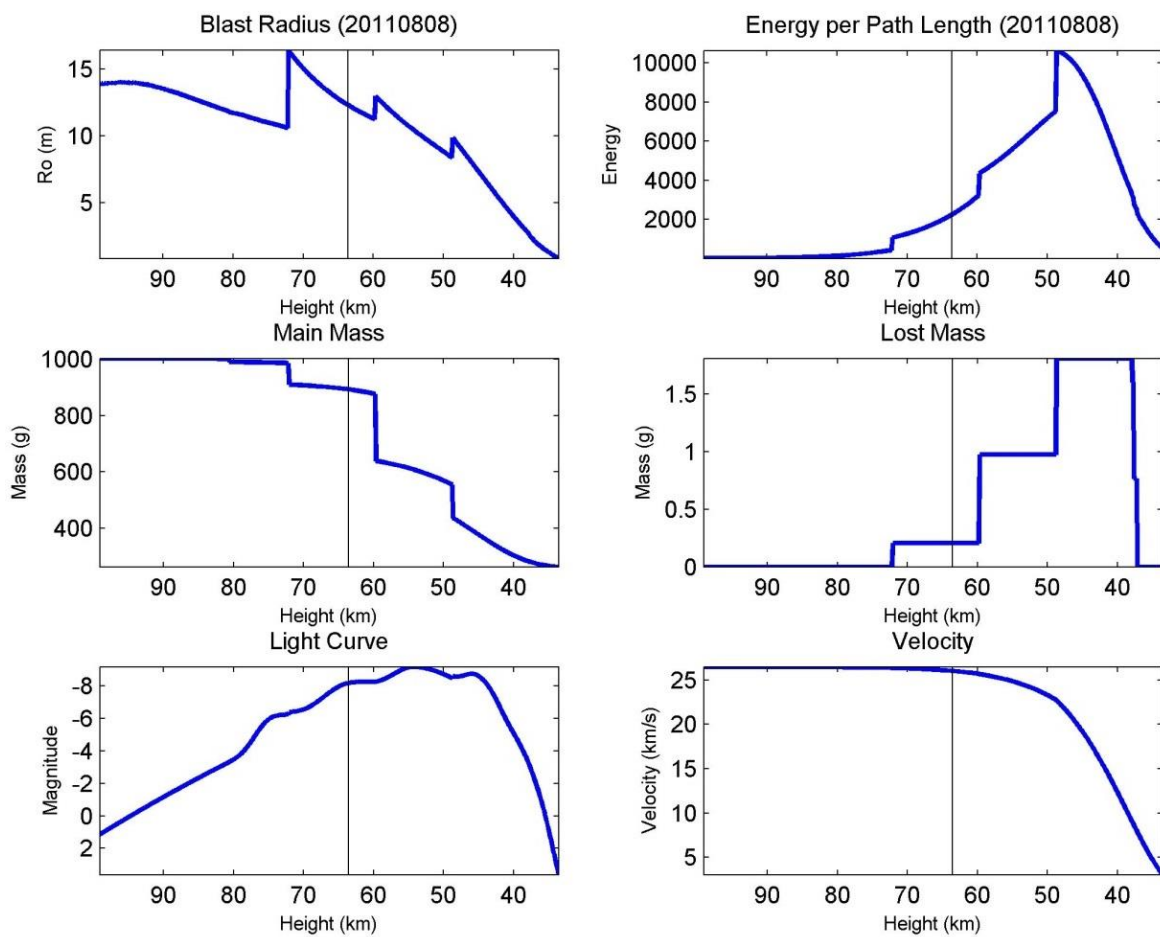 Blast Radius (20110808)
15
10
5
Ro (m)
90 80 70 60 50 40
Height (km)
Energy per Path Length (20110808)
10000
8000
6000
4000
2000
Energy
90 80 70 60 50 40
Height (km)
Main Mass
1000
800
600
400
Mass (g)
90 80 70 60 50 40
Height (km)
Lost Mass
1.5
1
0.5
0
Mass (g)
90 80 70 60 50 40
Height (km)
Light Curve
-8
-6
-4
-2
0
2
Magnitude
90 80 70 60 50 40
Height (km)
Velocity
25
20
15
10
5
Velocity (km/s)
90 80 70 60 50 40
Height (km)